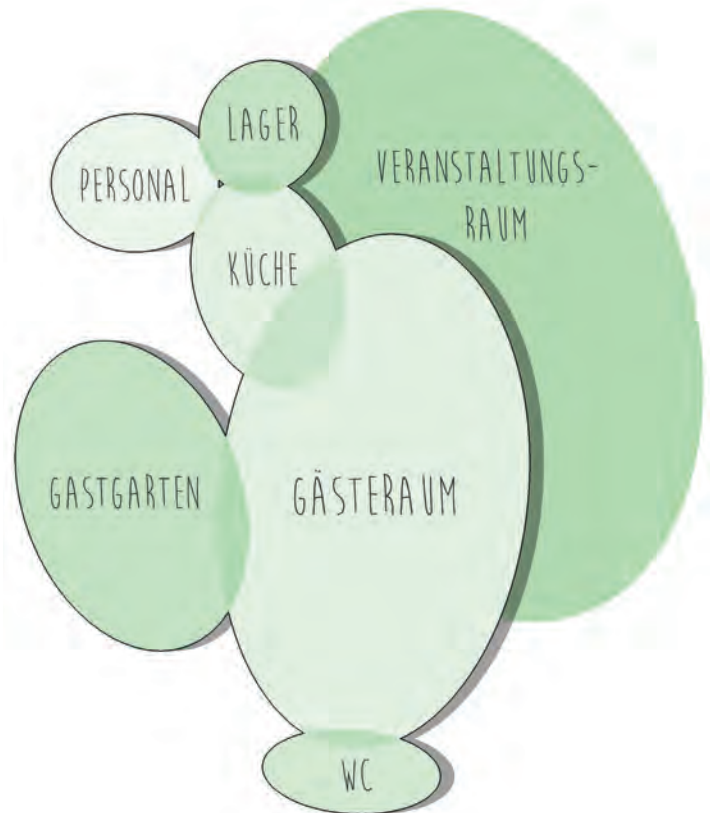 LAGER
PERSONAL
VERANSTALTUNGS-
RAUM
KÜCHE
GASTGARTEN
GÄSTERAUM
WC